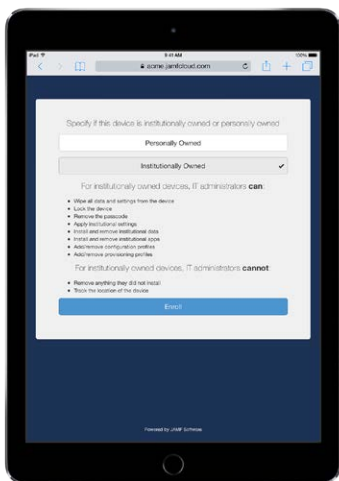 iPad
9:41 AM
100%
acme.jamfcloud.com
Specify if this device is institutionally owned or personally owned
Personally Owned
Institutionally Owned
For institutionally owned devices, IT administrators can:
Wipe all data and settings from the device
Lock the device
Remove the passcode
Apply institutional settings
Install and remove institutional data
Install and remove institutional apps
Add/remove configuration profiles
Add/remove provisioning profiles
For institutionally owned devices, IT administrators cannot:
Remove anything they did not install
Track the location of the device
Enroll
Powered by JAMF Software